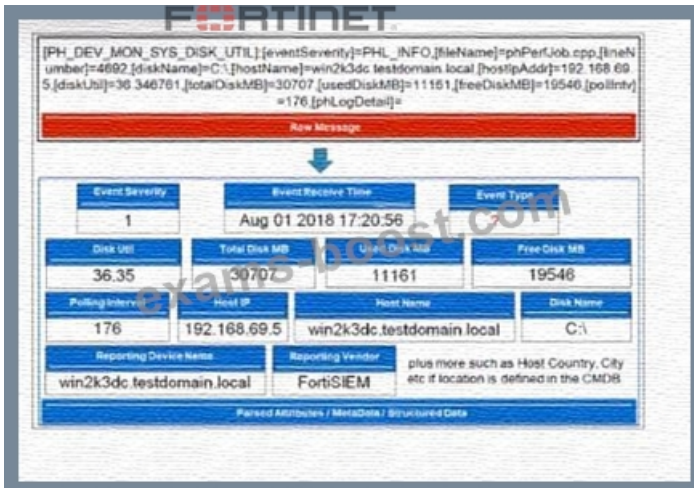 FORTINET
[PH_DEV_MON_SYS_DISK_UTIL]:[eventSeverity]=PHL_INFO,[fileName]=phPerfJob.cpp,[lineN
umber]=4692,[diskName]=C:\,[hostName]=win2k3dc.testdomain.local,[hostIpAddr]=192.168.69.
5,[diskUtil]=36.346761,[totalDiskMB]=30707,[usedDiskMB]=11161,[freeDiskMB]=19546,[pollIntv]
=176,[phLogDetail]=
Raw Message
Event Severity Event Receive Time Event Type
1 Aug 01 2018 17:20:56 ?
exams-boost.com
Disk Util Total Disk MB Used Disk MB Free Disk MB
36.35 30707 11161 19546
Polling Interval Host IP Host Name Disk Name
176 192.168.69.5 win2k3dc.testdomain.local C:\
Reporting Device Name Reporting Vendor plus more such as Host Country, City
win2k3dc.testdomain.local FortiSIEM etc if location is defined in the CMDB
Parsed Attributes / MetaData / Structured Data